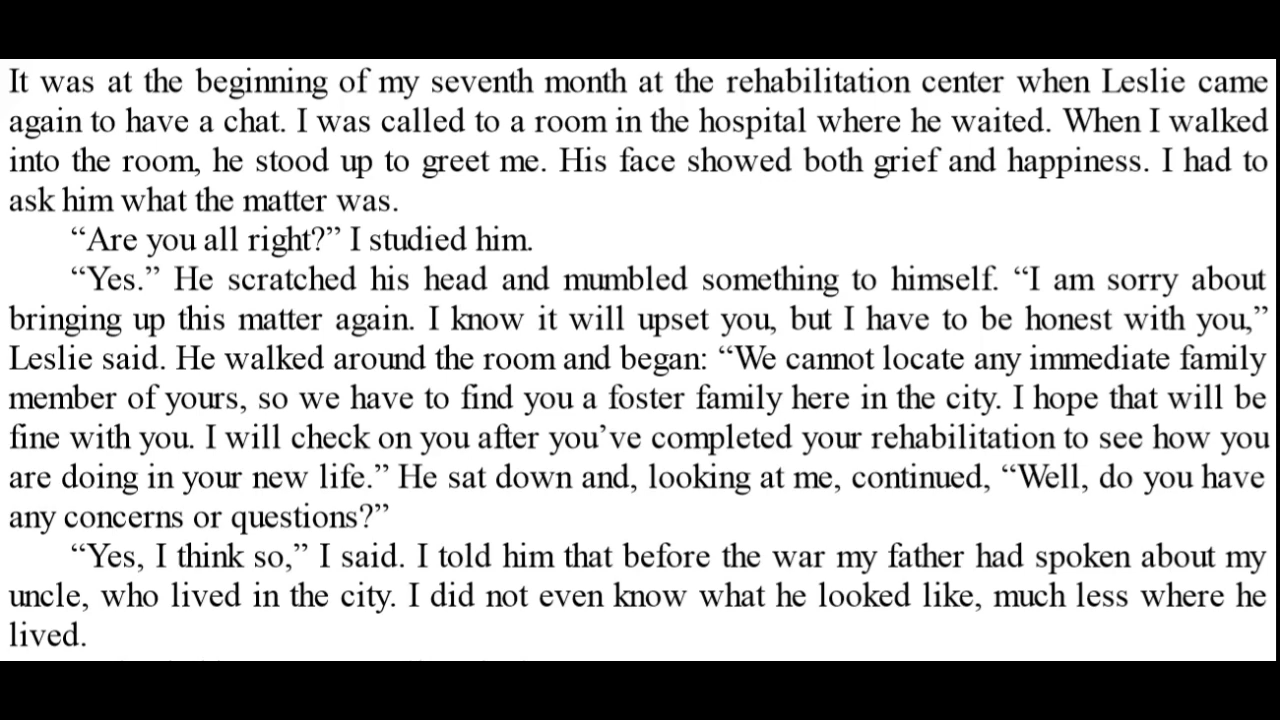 It was at the beginning of my seventh month at the rehabilitation center when Leslie came
again to have a chat. I was called to a room in the hospital where he waited. When I walked
into the room, he stood up to greet me. His face showed both grief and happiness. I had to
ask him what the matter was.
“Are you all right?” I studied him.
“Yes.” He scratched his head and mumbled something to himself. “I am sorry about
bringing up this matter again. I know it will upset you, but I have to be honest with you,”
Leslie said. He walked around the room and began: “We cannot locate any immediate family
member of yours, so we have to find you a foster family here in the city. I hope that will be
fine with you. I will check on you after you’ve completed your rehabilitation to see how you
are doing in your new life.” He sat down and, looking at me, continued, “Well, do you have
any concerns or questions?”
“Yes, I think so,” I said. I told him that before the war my father had spoken about my
uncle, who lived in the city. I did not even know what he looked like, much less where he
lived.